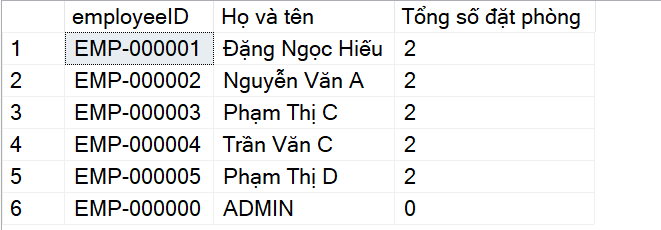 employeeID Họ và tên Tổng số đặt phòng
1 EMP-000001 Đặng Ngọc Hiếu 2
2 EMP-000002 Nguyễn Văn A 2
3 EMP-000003 Phạm Thị C 2
4 EMP-000004 Trần Văn C 2
5 EMP-000005 Phạm Thị D 2
6 EMP-000000 ADMIN 0